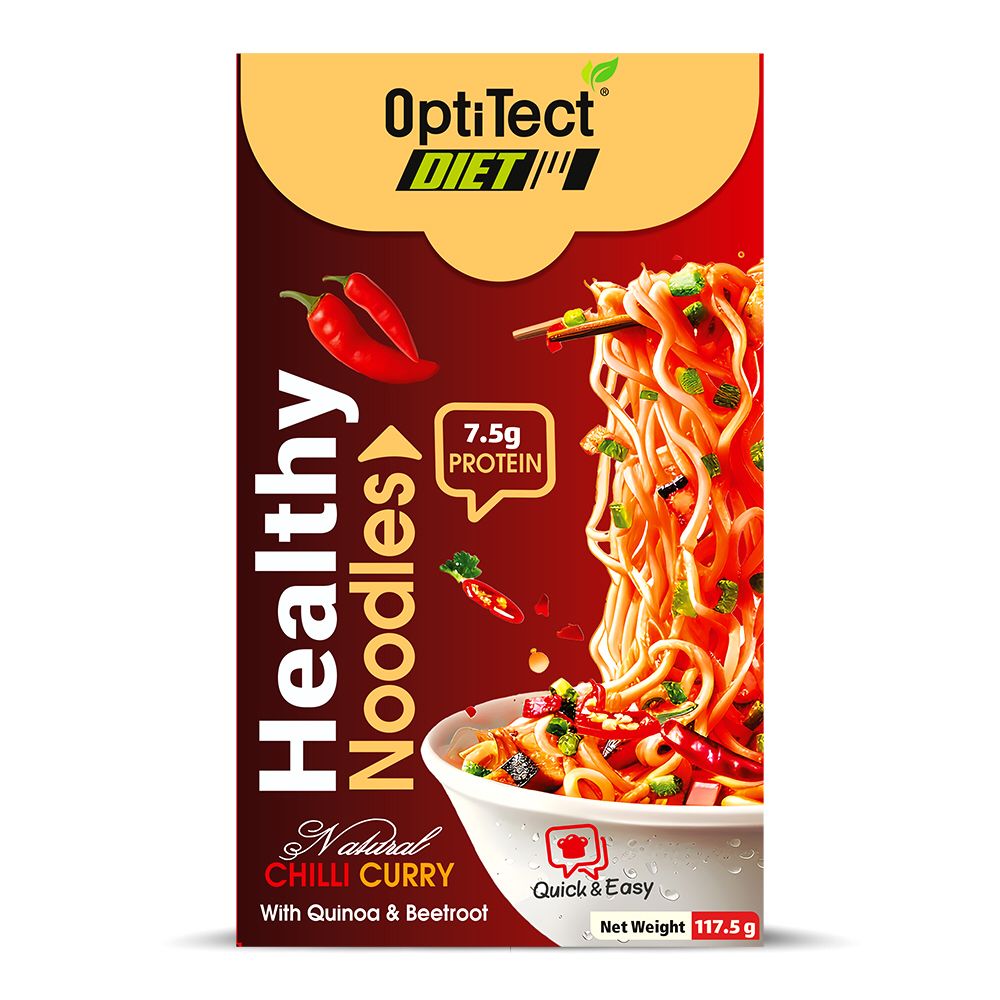 OptiTect®
DIET
Healthy
Noodles
7.5g
PROTEIN
Natural
CHILLI CURRY
With Quinoa & Beetroot
Quick & Easy
Net Weight 117.5 g